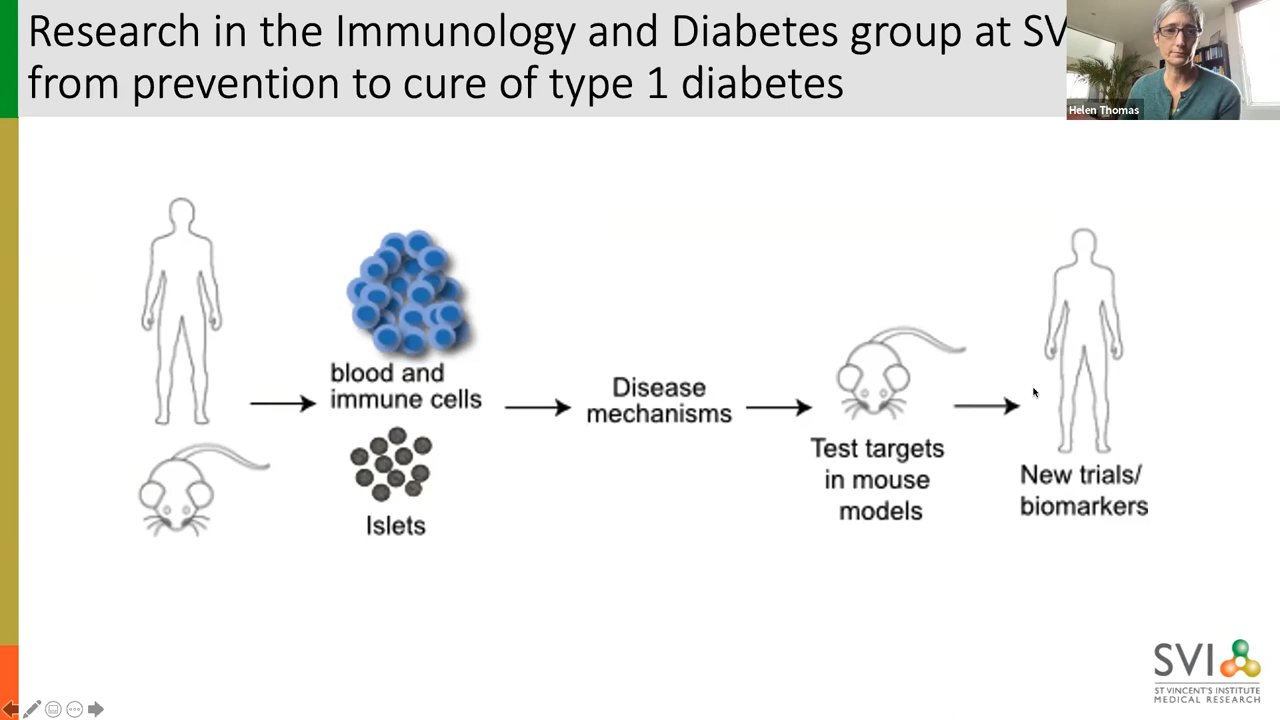 Research in the Immunology and Diabetes group at SV
from prevention to cure of type 1 diabetes
Helen Thomas
blood and
immune cells
Islets
Disease
mechanisms
Test targets
in mouse
models
New trials/
biomarkers
SVI
ST VINCENT'S INSTITUTE
MEDICAL RESEARCH